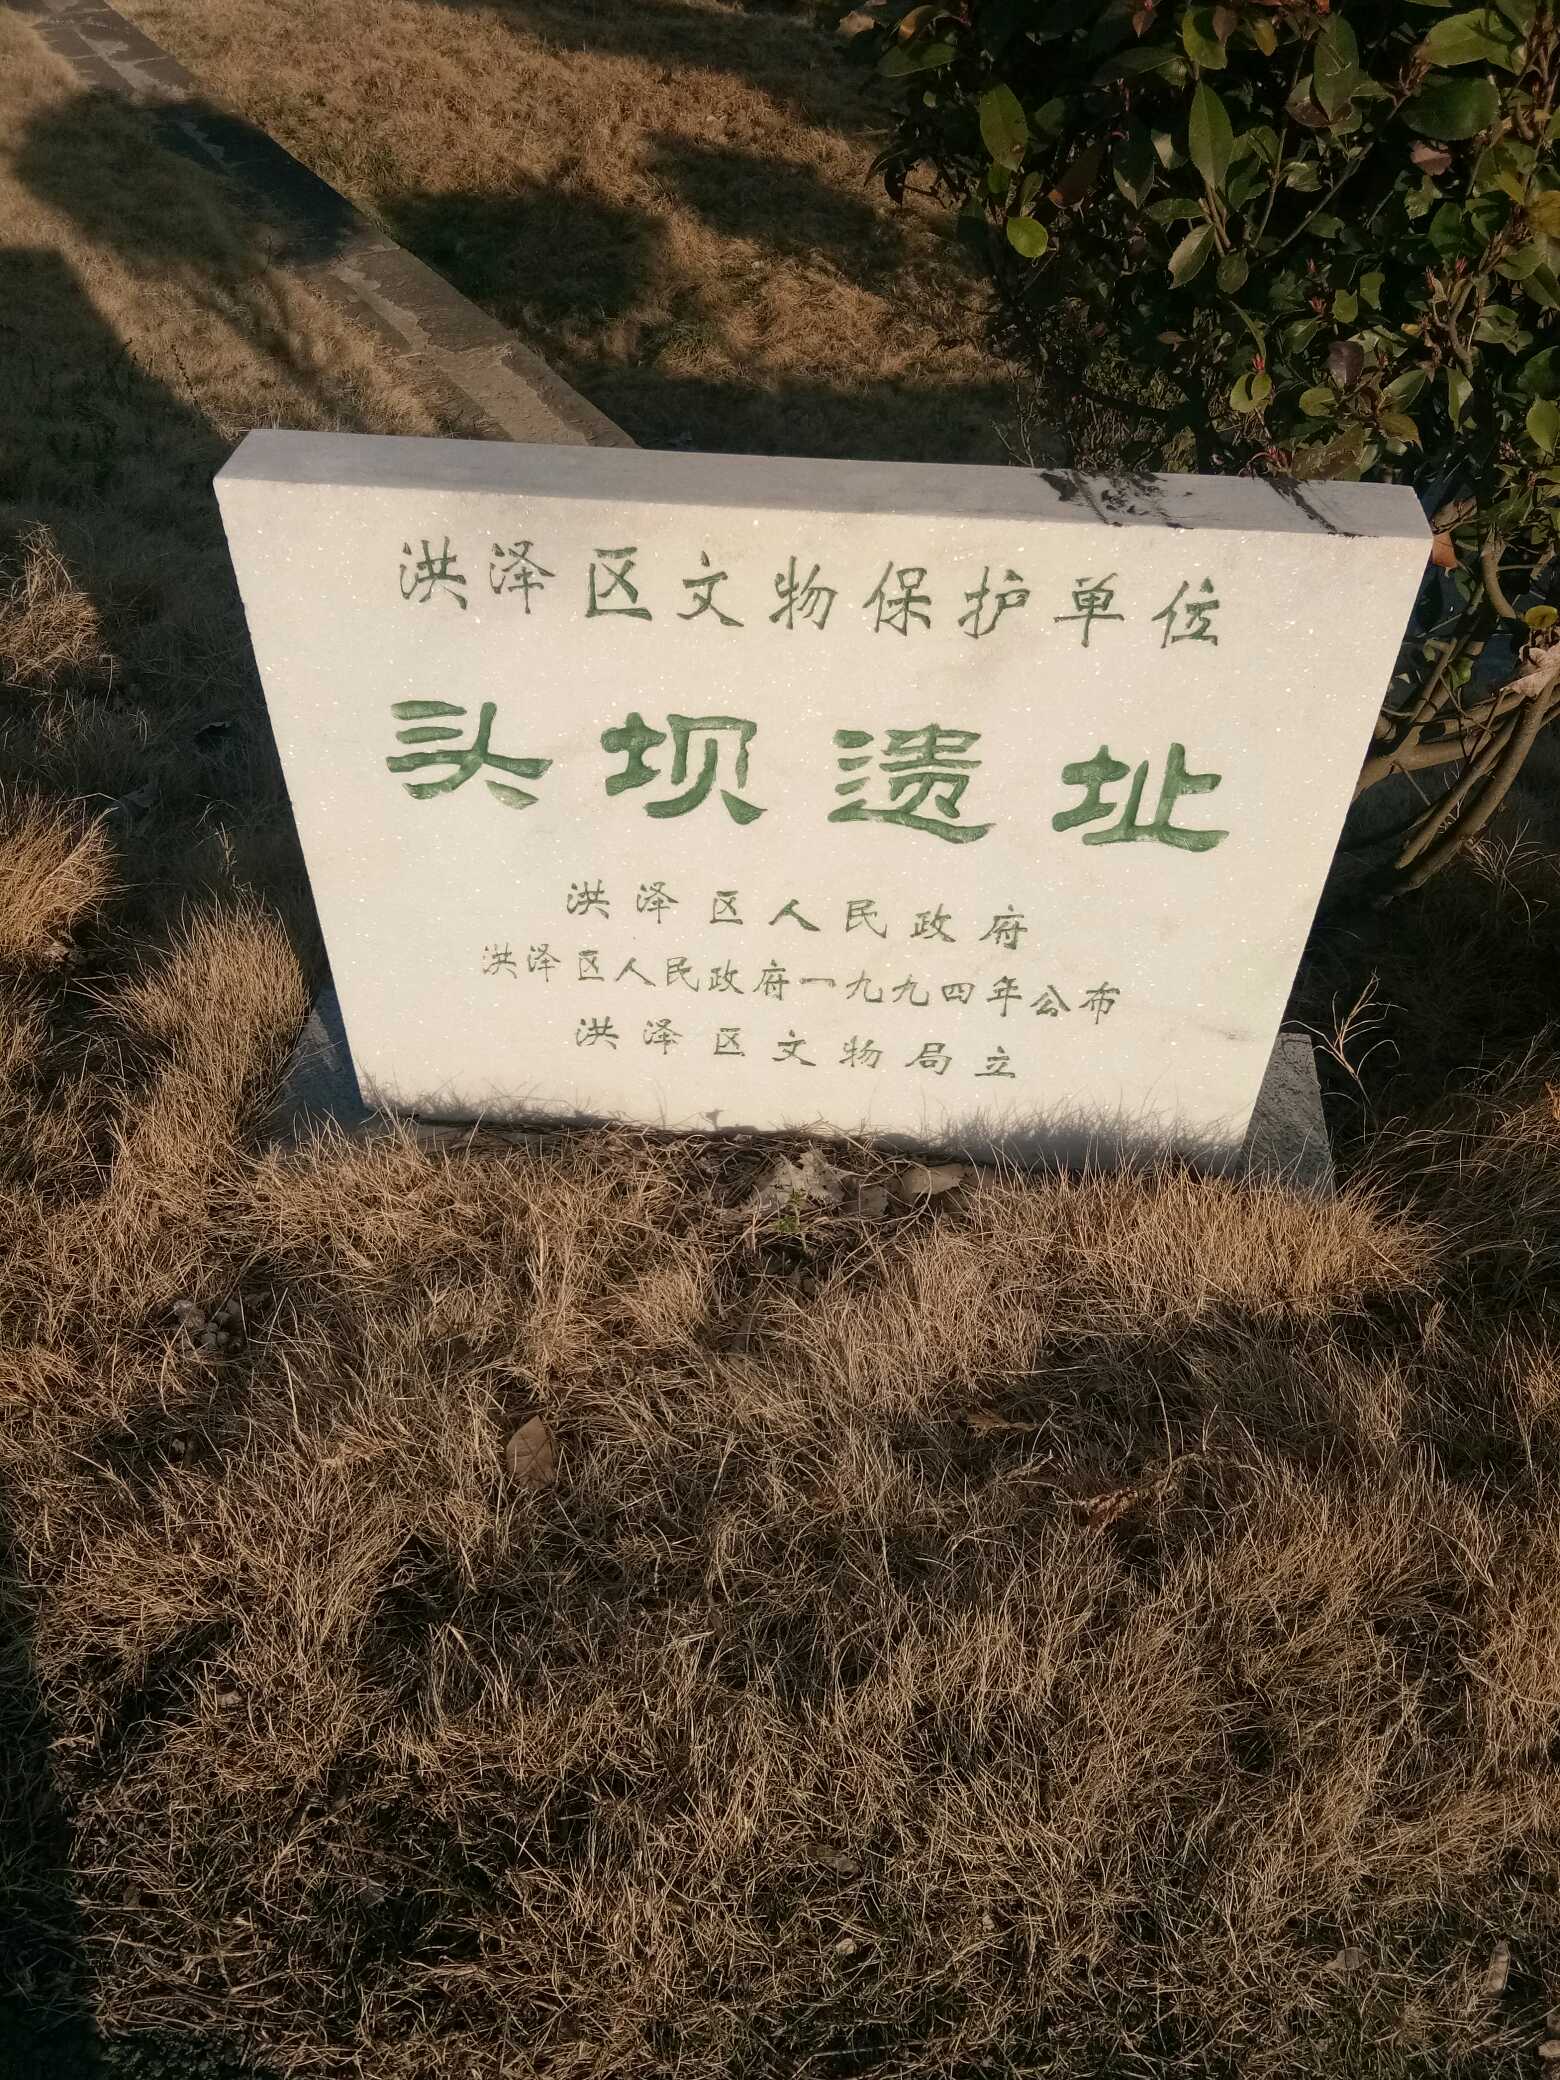 洪泽区文物保护单位
头坝遗址
洪泽区人民政府
洪泽区人民政府一九九四年公布
洪泽区文物局立